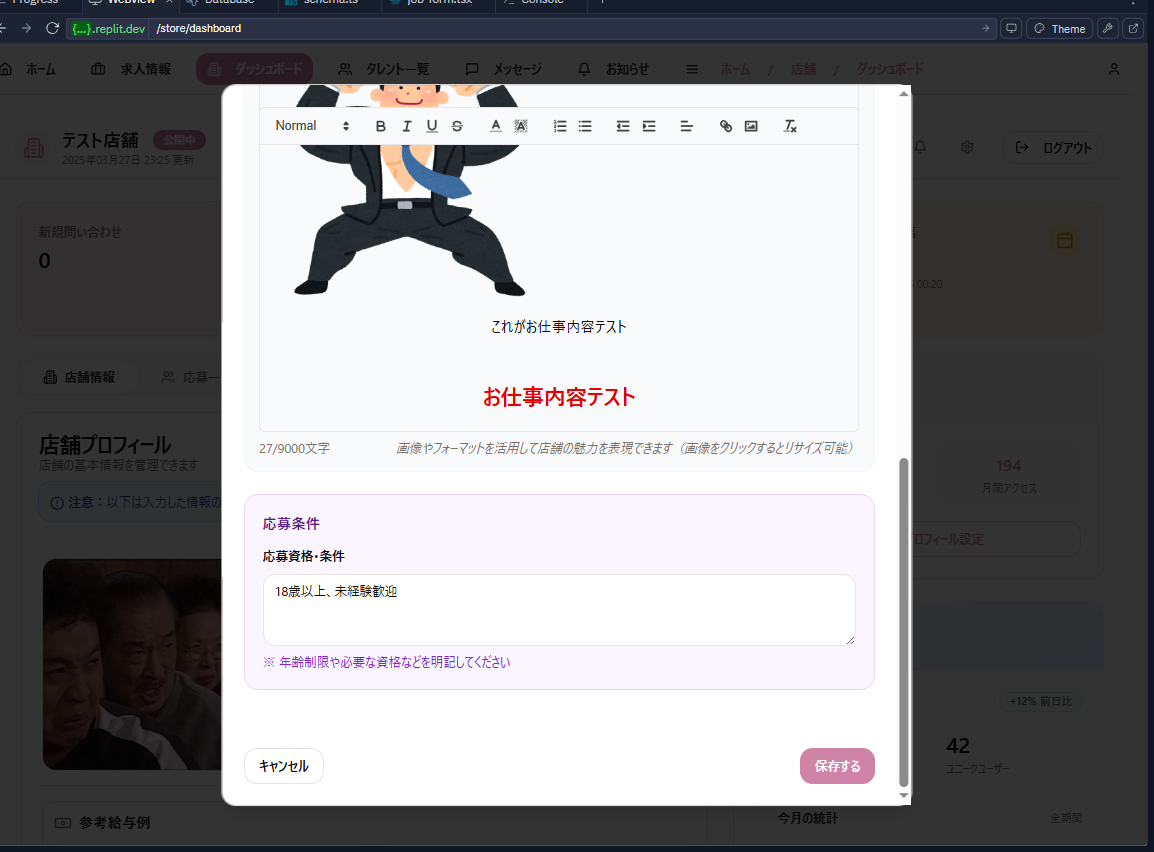 Progress Webview Database schema.ts job-form.tsx Console
{...}.replit.dev /store/dashboard Theme
ホーム 求人情報 ダッシュボード タレント一覧 メッセージ お知らせ ホーム / 店舗 / ダッシュボード
テスト店舗 公開中
2025年03月27日 23:25 更新
ログアウト
Normal
新規問い合わせ
0
00:20
これがお仕事内容テスト
お仕事内容テスト
店舗情報 応募一
27/9000文字 画像やフォーマットを活用して店舗の魅力を表現できます（画像をクリックするとリサイズ可能）
店舗プロフィール
店舗の基本情報を管理できます
注意：以下は入力した情報の
194
月間アクセス
ロフィール設定
応募条件
応募資格・条件
18歳以上、未経験歓迎
※ 年齢制限や必要な資格などを明記してください
+12% 前日比
42
ユニークユーザー
キャンセル 保存する
参考給与例
今月の統計 全期間